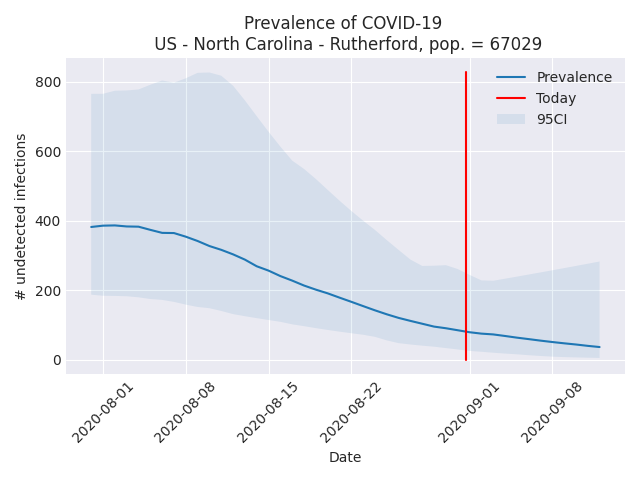 Prevalence of COVID-19
US - North Carolina - Rutherford, pop. = 67029
Prevalence
Today
95CI
# undetected infections
800
600
400
200
0
2020-08-01
2020-08-08
2020-08-15
2020-08-22
2020-09-01
2020-09-08
Date